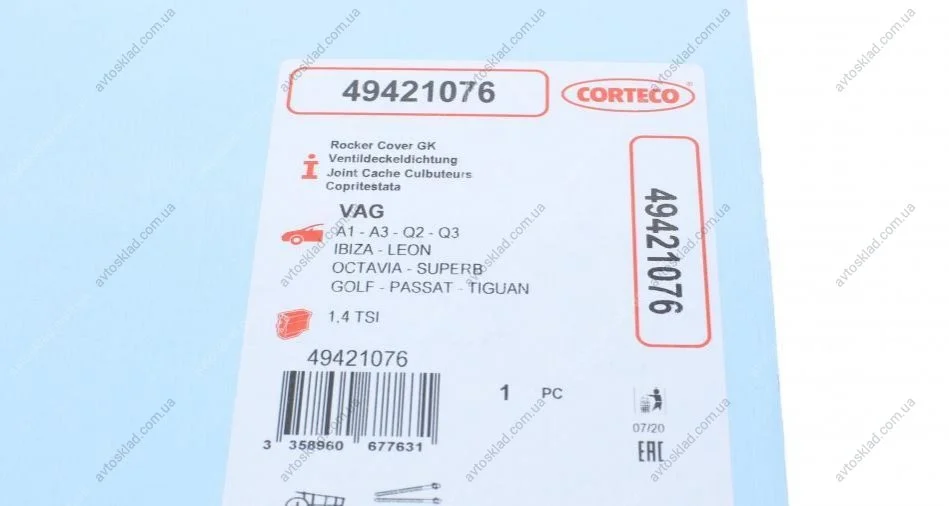 49421076
CORTECO
Rocker Cover GK
Ventildeckeldichtung
Joint Cache Culbuteurs
Copritestata
VAG
A1 - A3 - Q2 - Q3
IBIZA - LEON
OCTAVIA - SUPERB
GOLF - PASSAT - TIGUAN
1,4 TSI
49421076
49421076
3 358960 677631
1 PC
07/20
EAC
avtosklad.com.ua